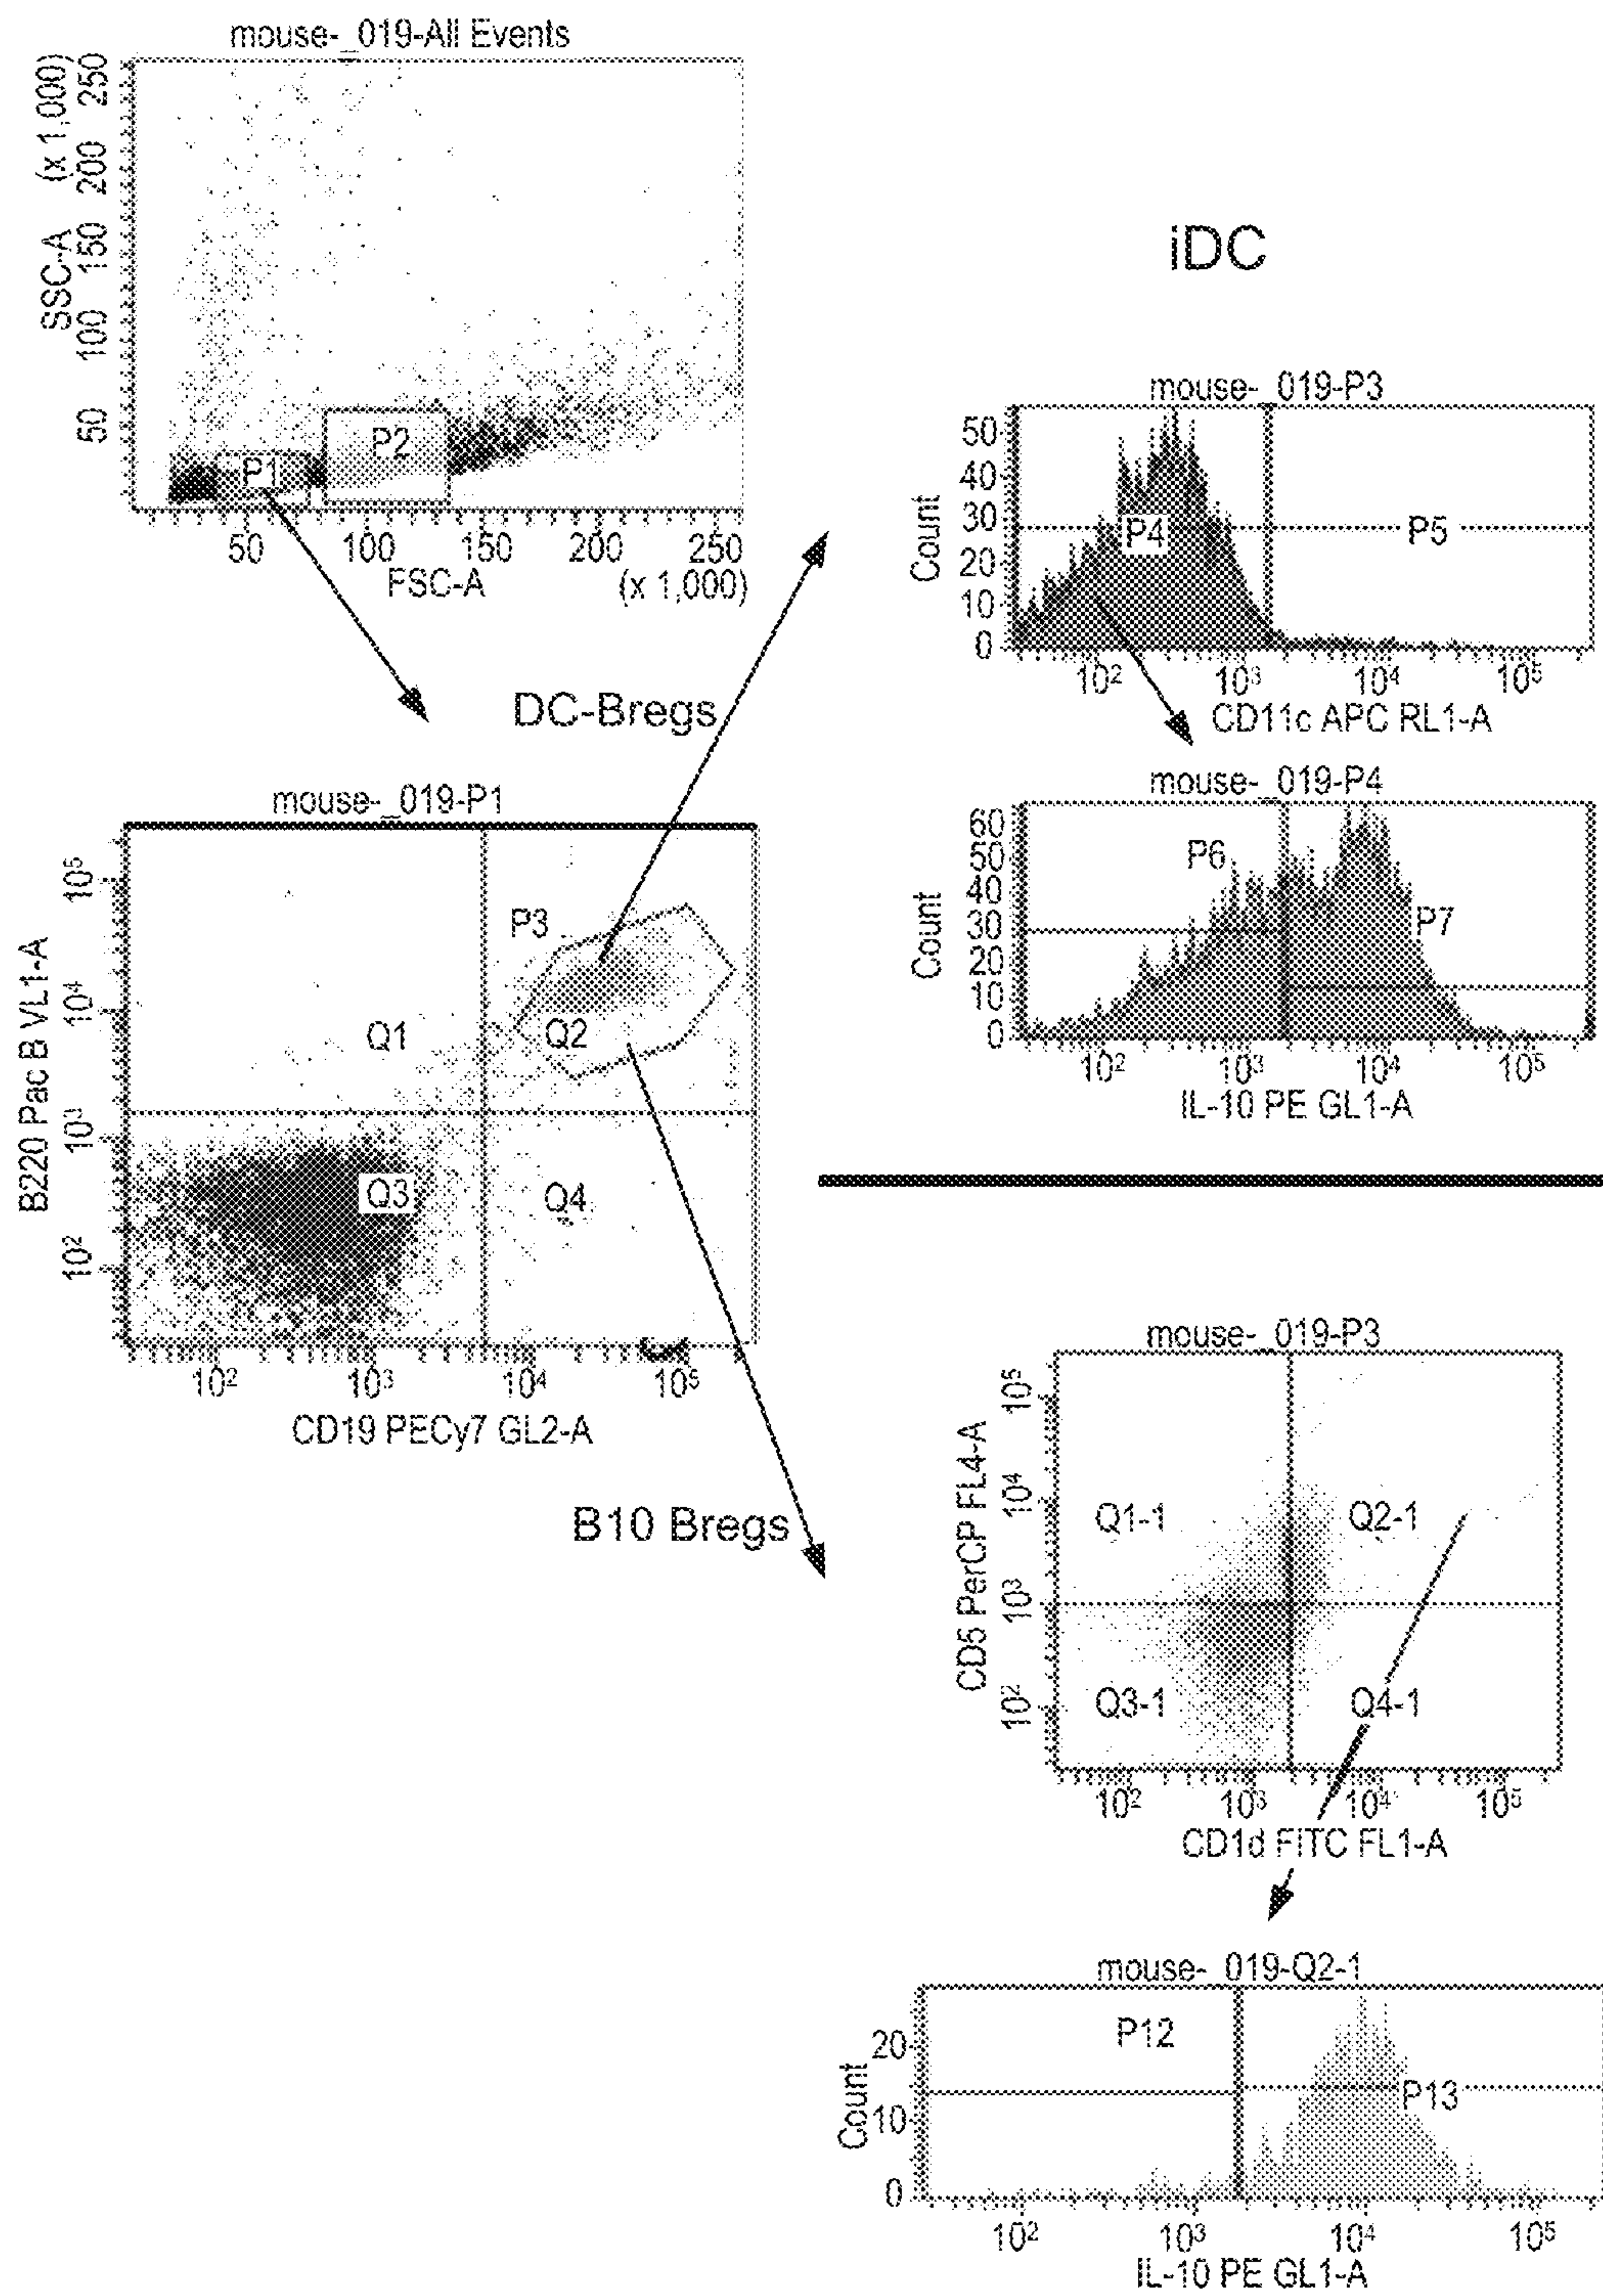 mouse-_019-All Events
SSC-A (x 1,000)
250
200
150
100
50
P1
P2
50 100 150 200 250
FSC-A (x 1,000)
iDC
mouse-_019-P3
Count
50
40
30
20
10
0
P4
P5
10² 10³ 10⁴ 10⁵
CD11c APC RL1-A
DC-Bregs
mouse-_019-P4
Count
60
50
40
30
20
10
0
P6
P7
10² 10³ 10⁴ 10⁵
IL-10 PE GL1-A
mouse-_019-P1
B220 Pac B VL1-A
10⁵
10⁴
10³
10²
P3
Q1
Q2
Q3
Q4
10² 10³ 10⁴ 10⁵
CD19 PECy7 GL2-A
B10 Bregs
mouse-_019-P3
CD5 PerCP FL4-A
10⁵
10⁴
10³
10²
Q1-1
Q2-1
Q3-1
Q4-1
10² 10³ 10⁴ 10⁵
CD1d FITC FL1-A
mouse-_019-Q2-1
Count
20
10
0
P12
P13
10² 10³ 10⁴ 10⁵
IL-10 PE GL1-A